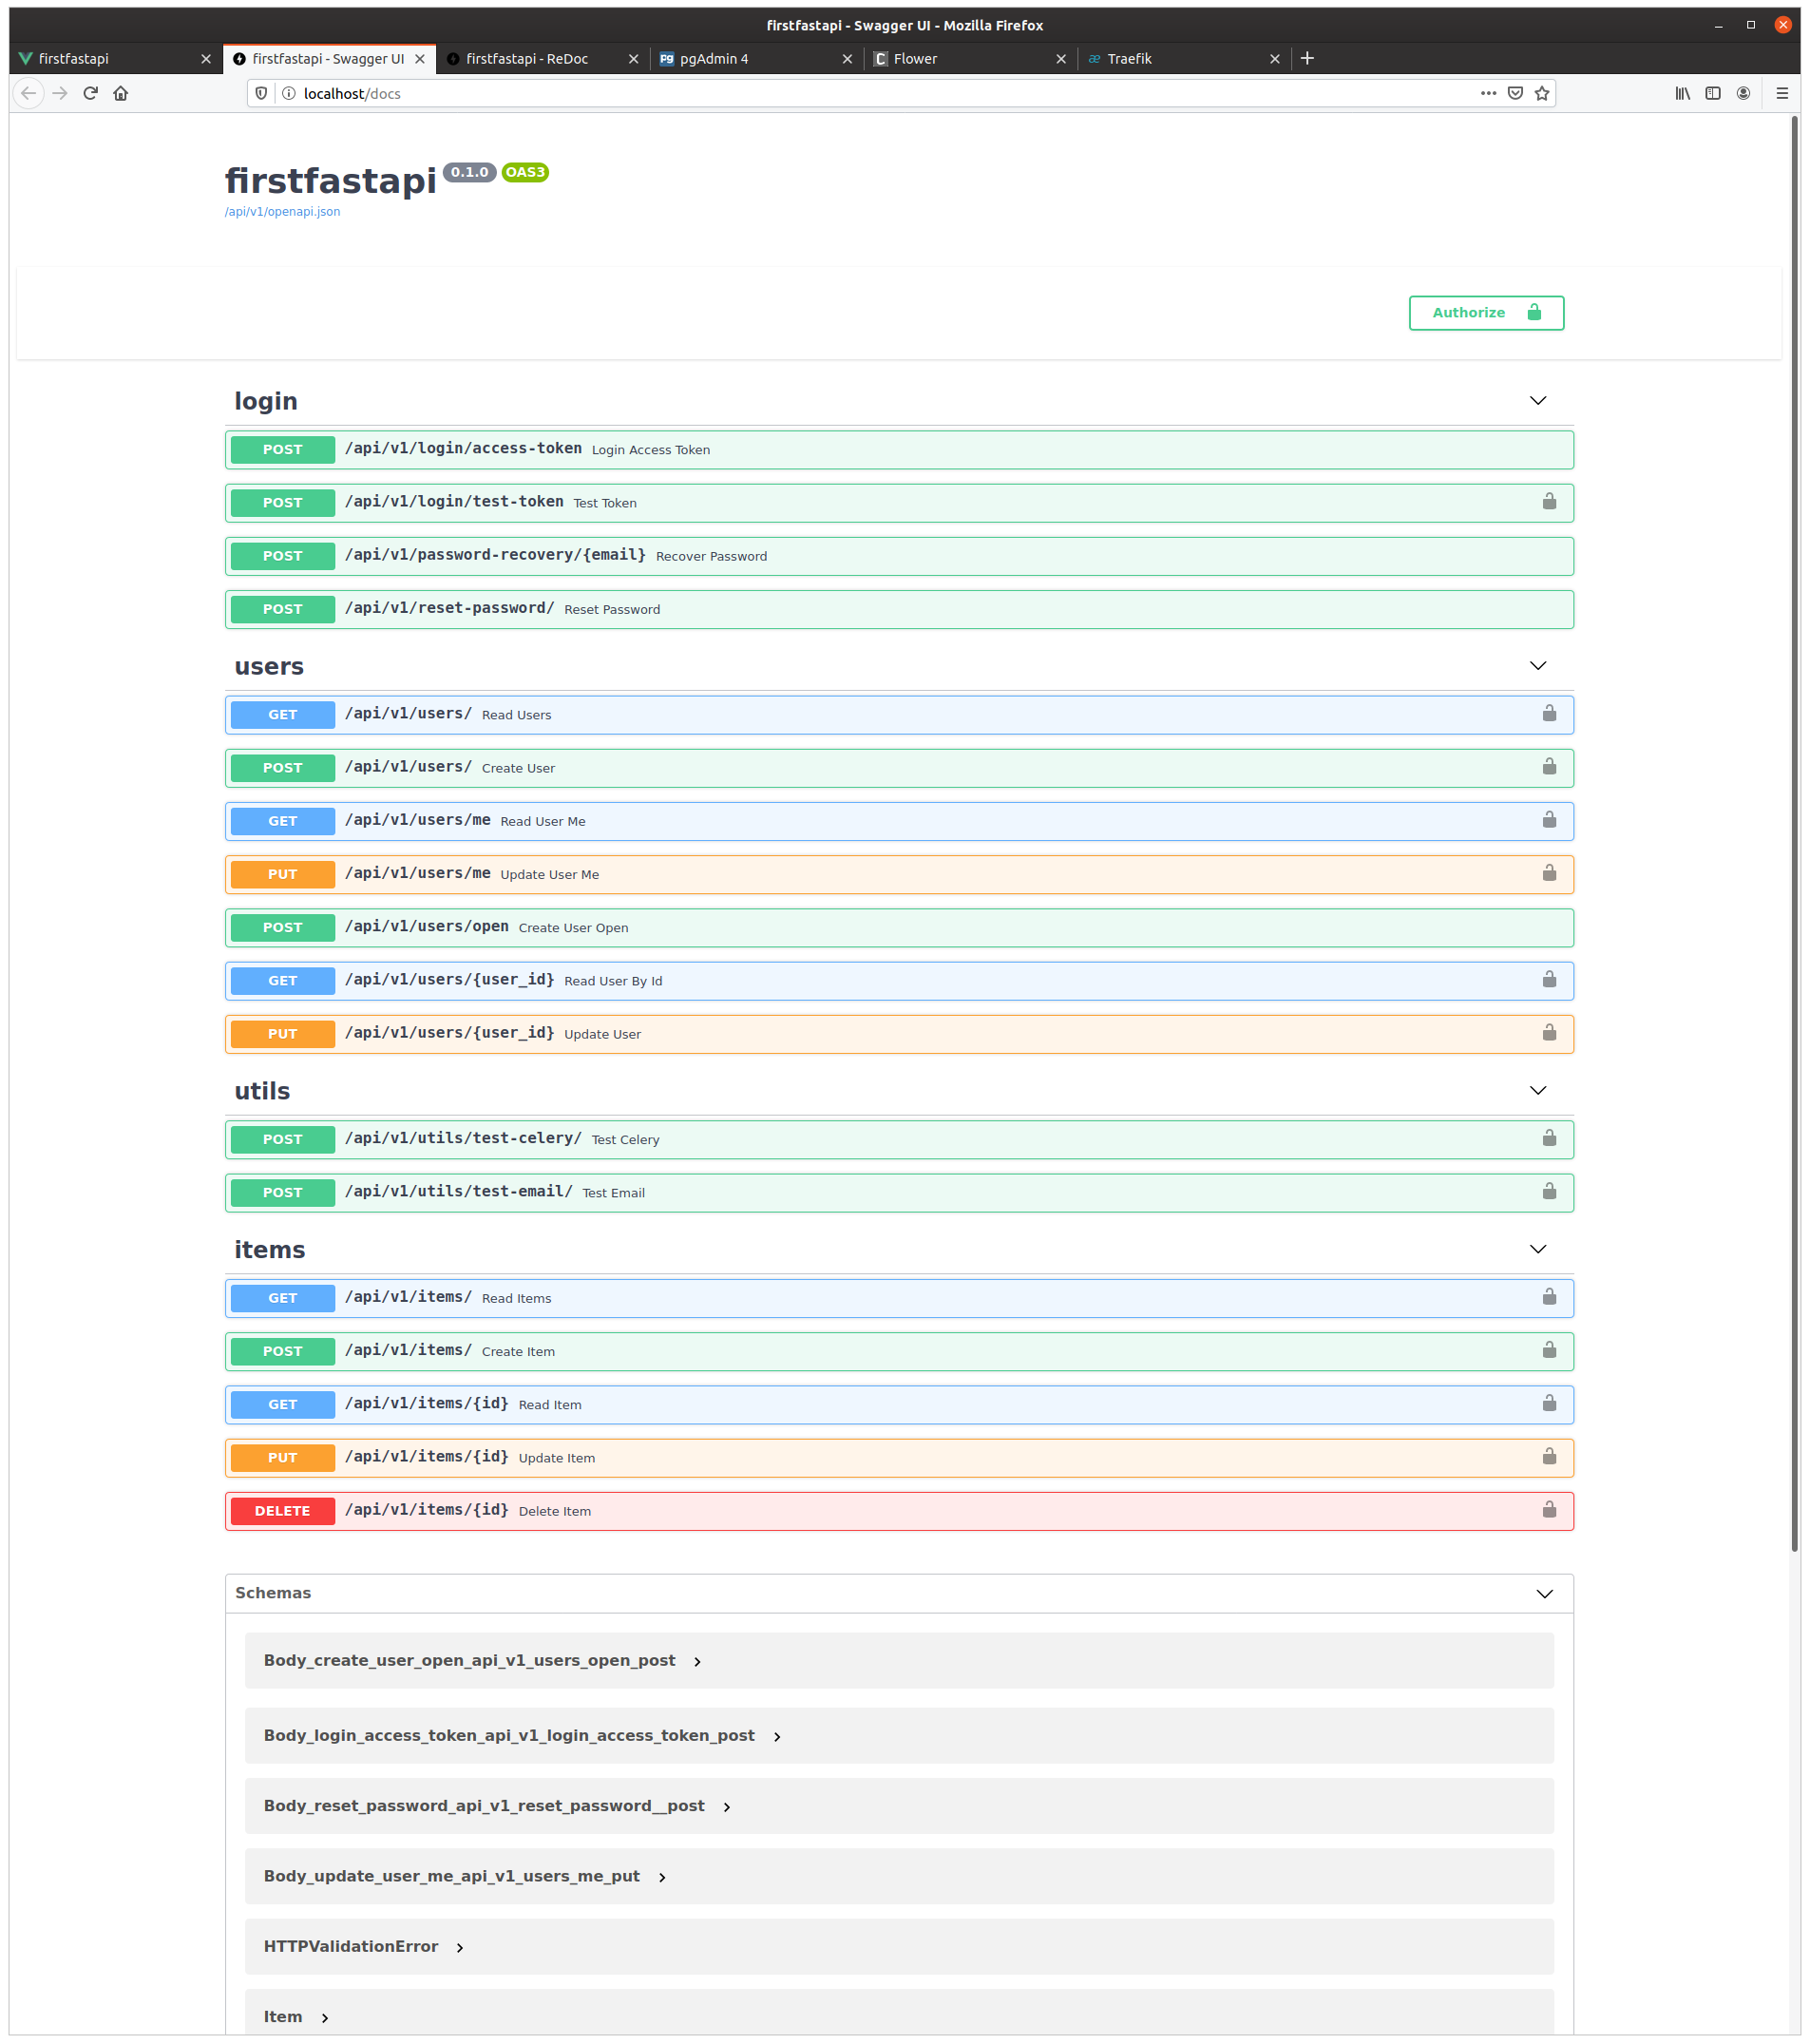 firstfastapi - Swagger UI - Mozilla Firefox
firstfastapi firstfastapi - Swagger UI firstfastapi - ReDoc pgAdmin 4 Flower Traefik
localhost/docs
firstfastapi 0.1.0 OAS3
/api/v1/openapi.json
Authorize
login
POST /api/v1/login/access-token Login Access Token
POST /api/v1/login/test-token Test Token
POST /api/v1/password-recovery/{email} Recover Password
POST /api/v1/reset-password/ Reset Password
users
GET /api/v1/users/ Read Users
POST /api/v1/users/ Create User
GET /api/v1/users/me Read User Me
PUT /api/v1/users/me Update User Me
POST /api/v1/users/open Create User Open
GET /api/v1/users/{user_id} Read User By Id
PUT /api/v1/users/{user_id} Update User
utils
POST /api/v1/utils/test-celery/ Test Celery
POST /api/v1/utils/test-email/ Test Email
items
GET /api/v1/items/ Read Items
POST /api/v1/items/ Create Item
GET /api/v1/items/{id} Read Item
PUT /api/v1/items/{id} Update Item
DELETE /api/v1/items/{id} Delete Item
Schemas
Body_create_user_open_api_v1_users_open_post
Body_login_access_token_api_v1_login_access_token_post
Body_reset_password_api_v1_reset_password__post
Body_update_user_me_api_v1_users_me_put
HTTPValidationError
Item